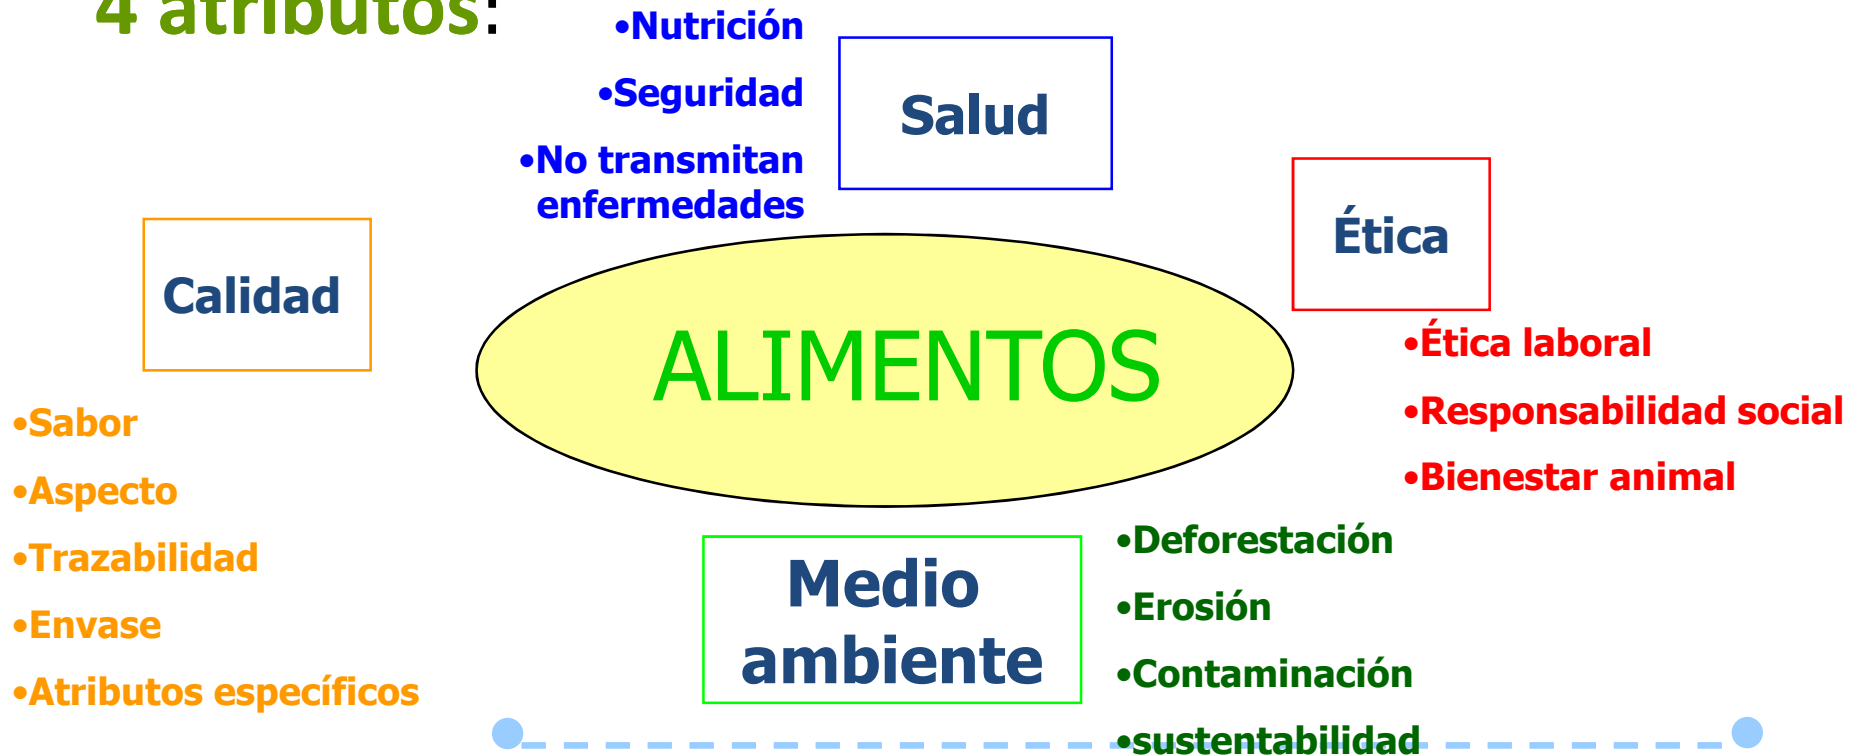 4 atributos:
•Nutrición
•Seguridad
•No transmitan
enfermedades
Salud
Ética
•Ética laboral
•Responsabilidad social
•Bienestar animal
Calidad
•Sabor
•Aspecto
•Trazabilidad
•Envase
•Atributos específicos
ALIMENTOS
Medio
ambiente
•Deforestación
•Erosión
•Contaminación
•sustentabilidad